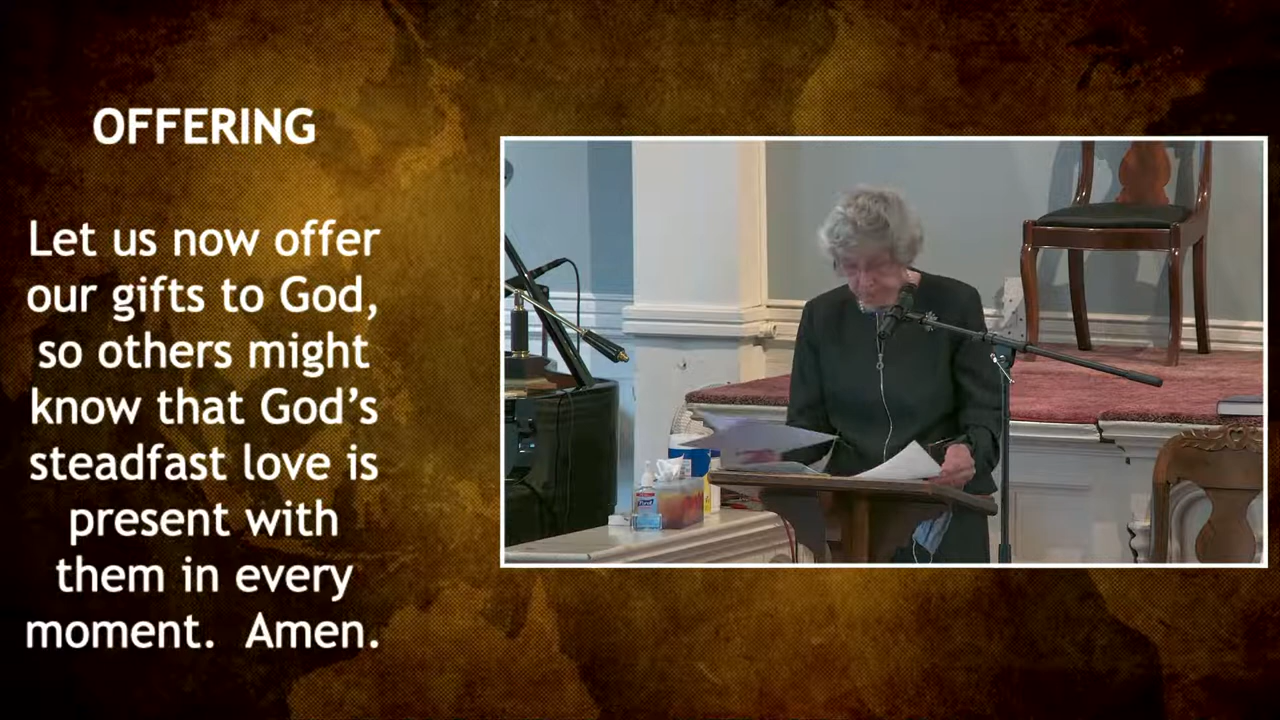 OFFERING
Let us now offer
our gifts to God,
so others might
know that God's
steadfast love is
present with
them in every
moment.  Amen.